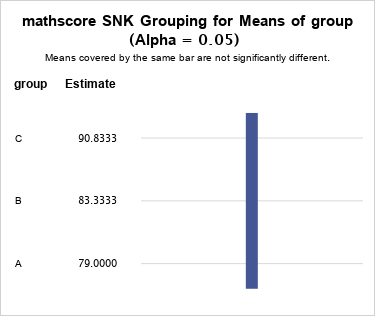 mathscore SNK Grouping for Means of group
(Alpha = 0.05)
Means covered by the same bar are not significantly different.
group Estimate
C 90.8333
B 83.3333
A 79.0000